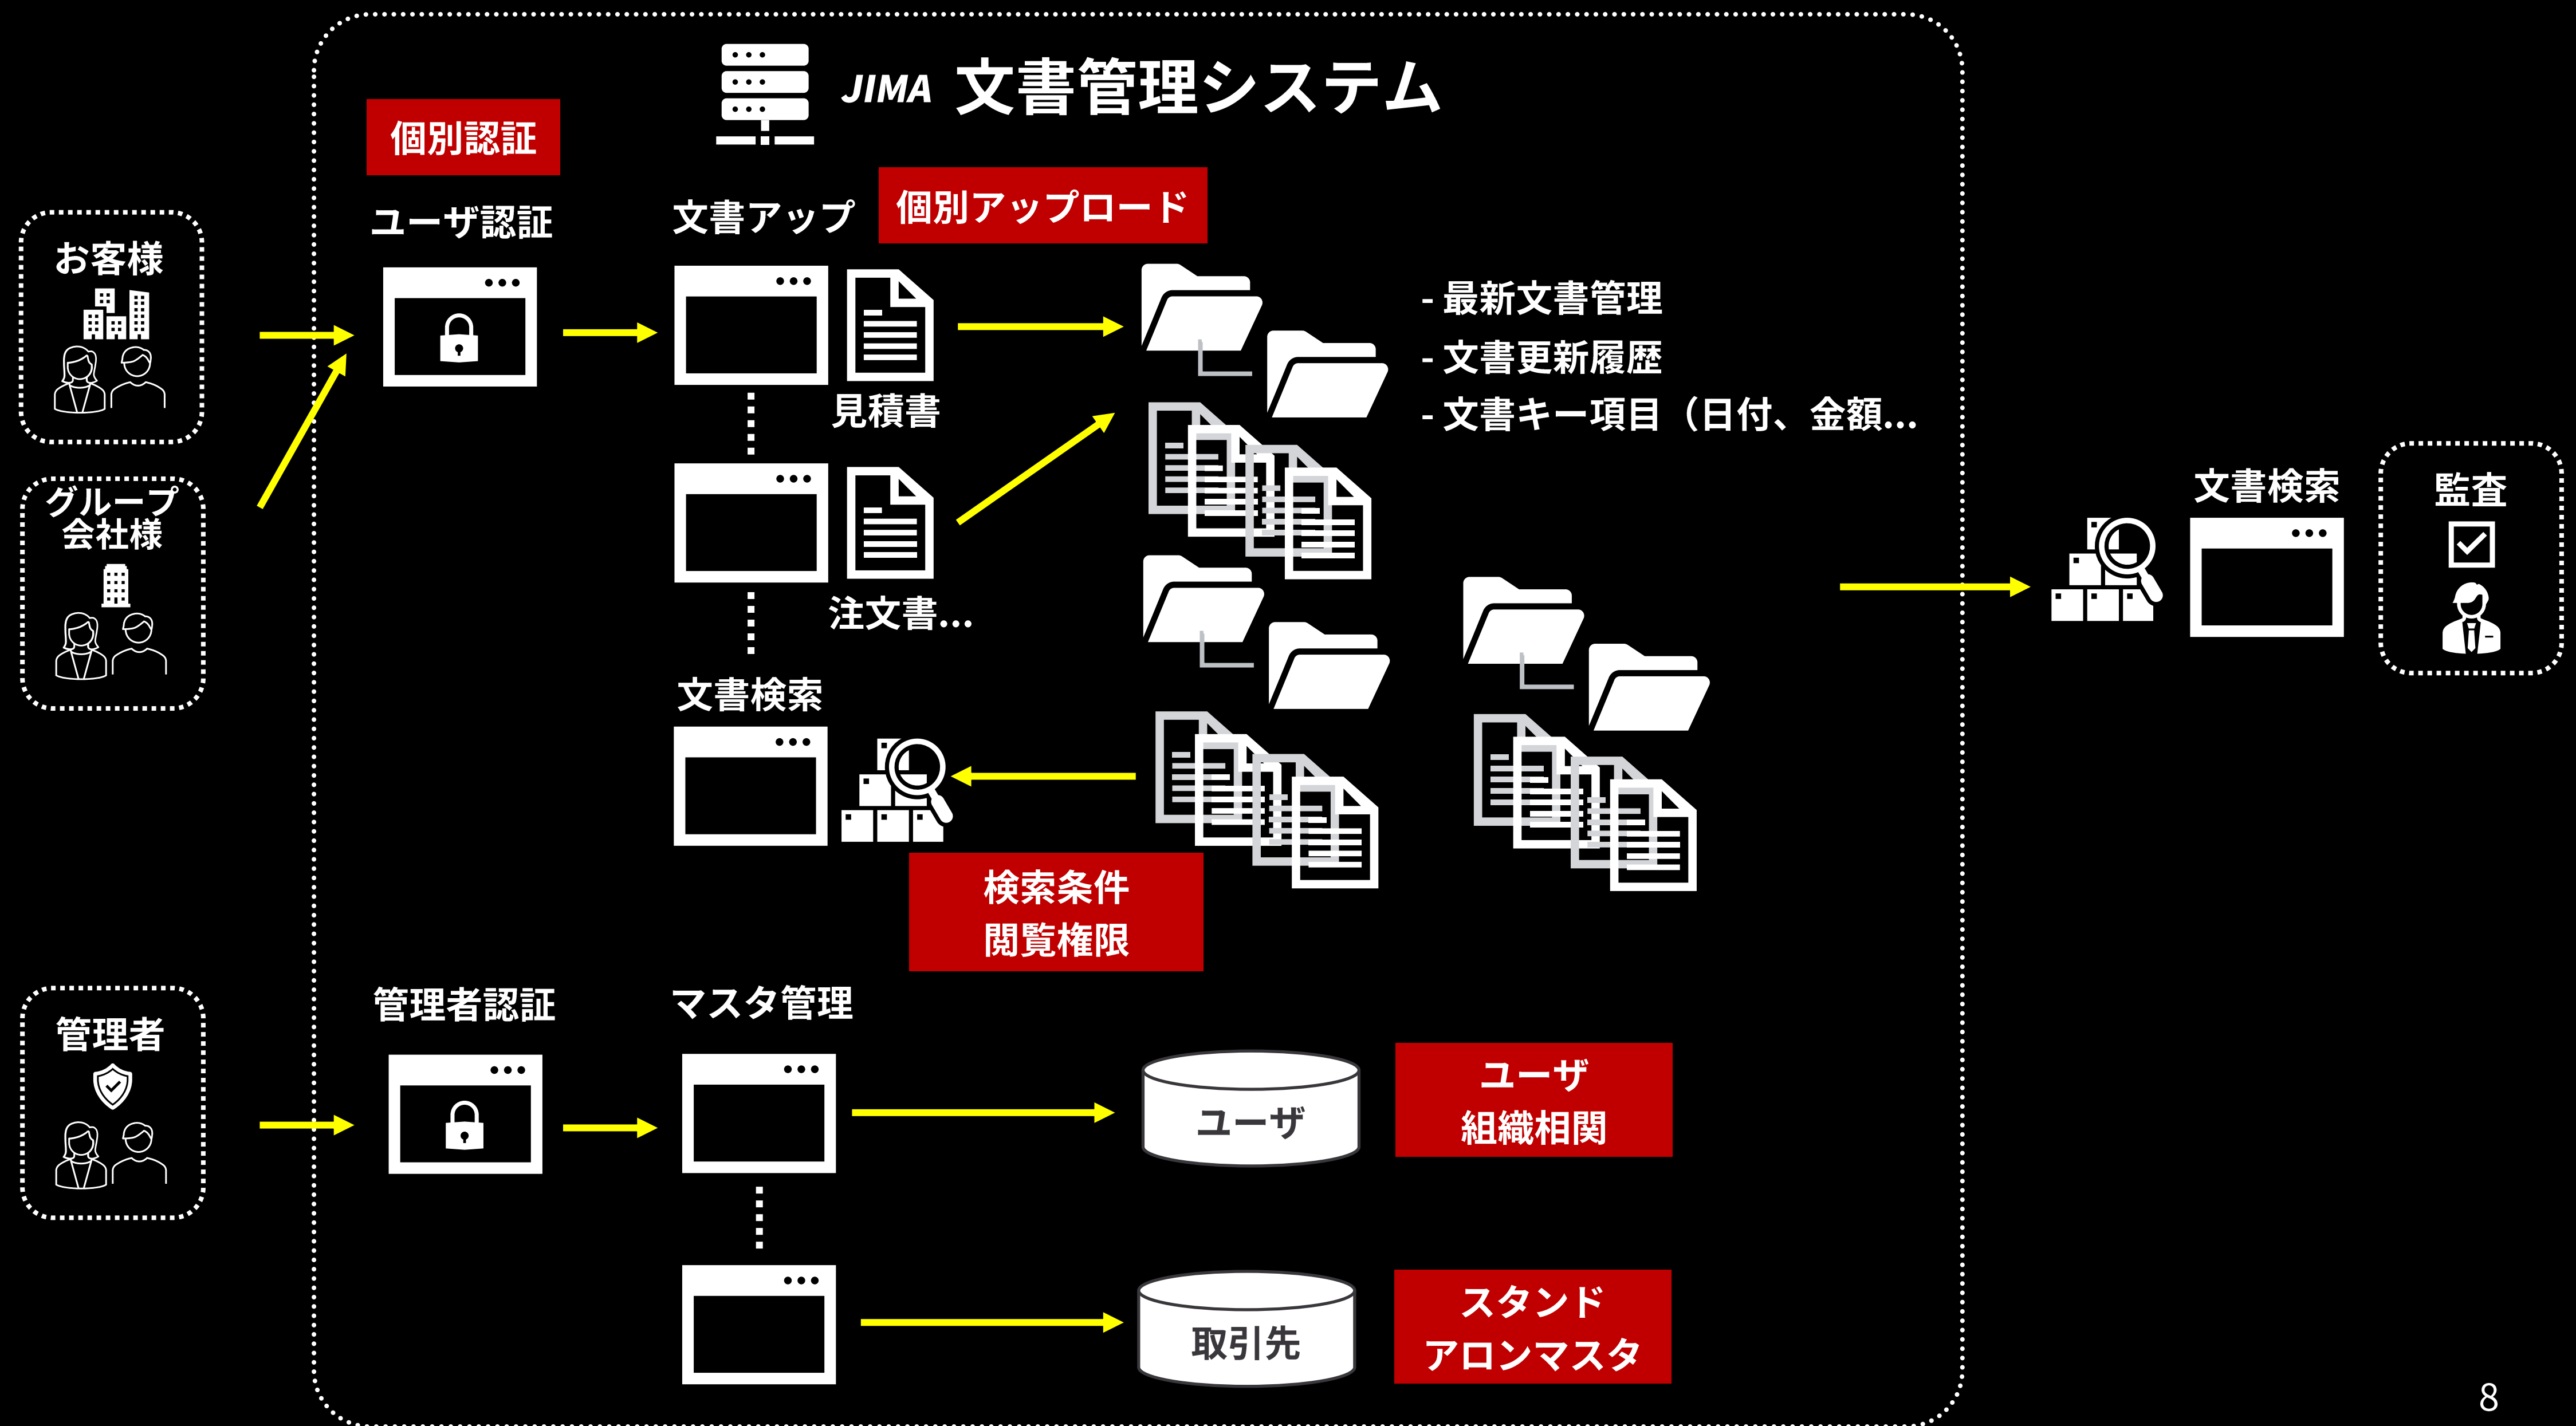 JIMA 文書管理システム
個別認証
ユーザ認証
文書アップ
個別アップロード
お客様
- 最新文書管理
- 文書更新履歴
- 文書キー項目（日付、金額...
見積書
グループ
会社様
注文書...
文書検索
文書検索
監査
検索条件
閲覧権限
管理者
管理者認証
マスタ管理
ユーザ
ユーザ
組織相関
取引先
スタンド
アロンマスタ
8